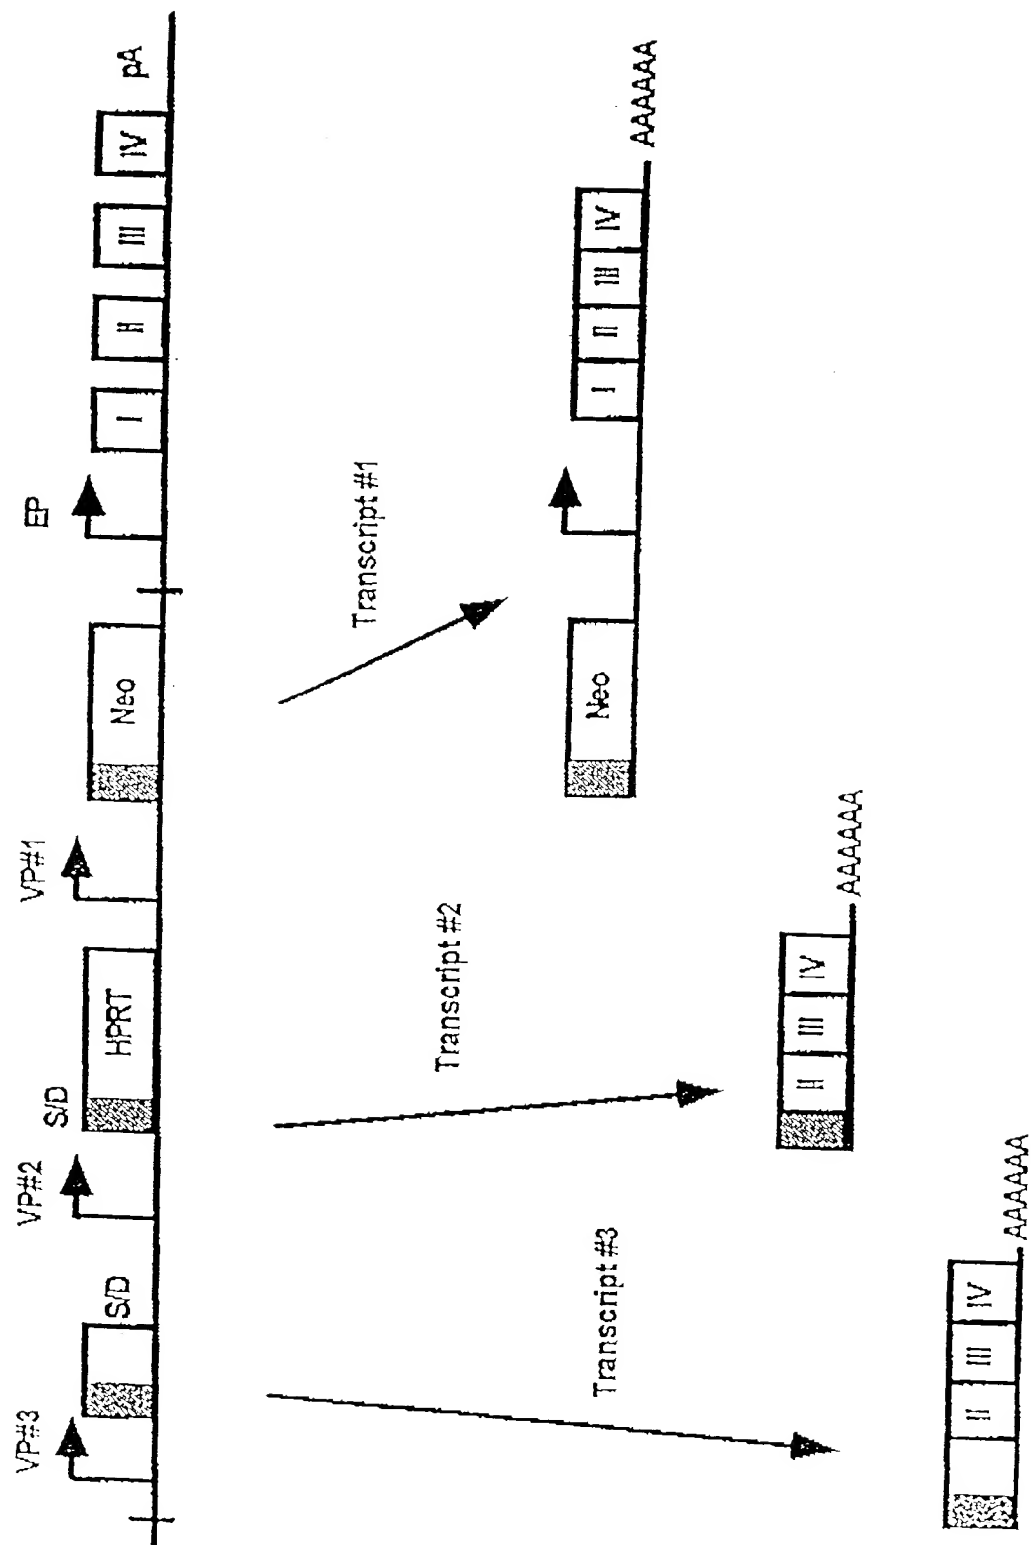 EP
VP#3
VP#2
S/D
VP#1
S/D
HPRT
Neo
I
II
III
IV
pA
Transcript #1
Neo
I
II
III
IV
AAAAAA
Transcript #2
II
III
IV
AAAAAA
Transcript #3
II
III
IV
AAAAAA